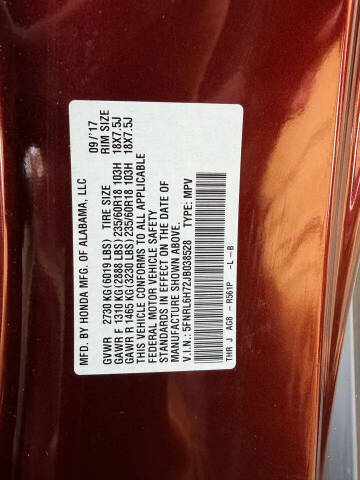 MFD. BY HONDA MFG. OF ALABAMA, LLC 09/'17
GVWR 2730 KG(6019 LBS) TIRE SIZE RIM SIZE
GAWR F 1310 KG(2888 LBS) 235/60R18 103H 18X7.5J
GAWR R 1465 KG(3230 LBS) 235/60R18 103H 18X7.5J
THIS VEHICLE CONFORMS TO ALL APPLICABLE
FEDERAL MOTOR VEHICLE SAFETY
STANDARDS IN EFFECT ON THE DATE OF
MANUFACTURE SHOWN ABOVE.
V.I.N.: 5FNRL6H72JB038528 TYPE: MPV
THR J AG8 - R561P -L-B